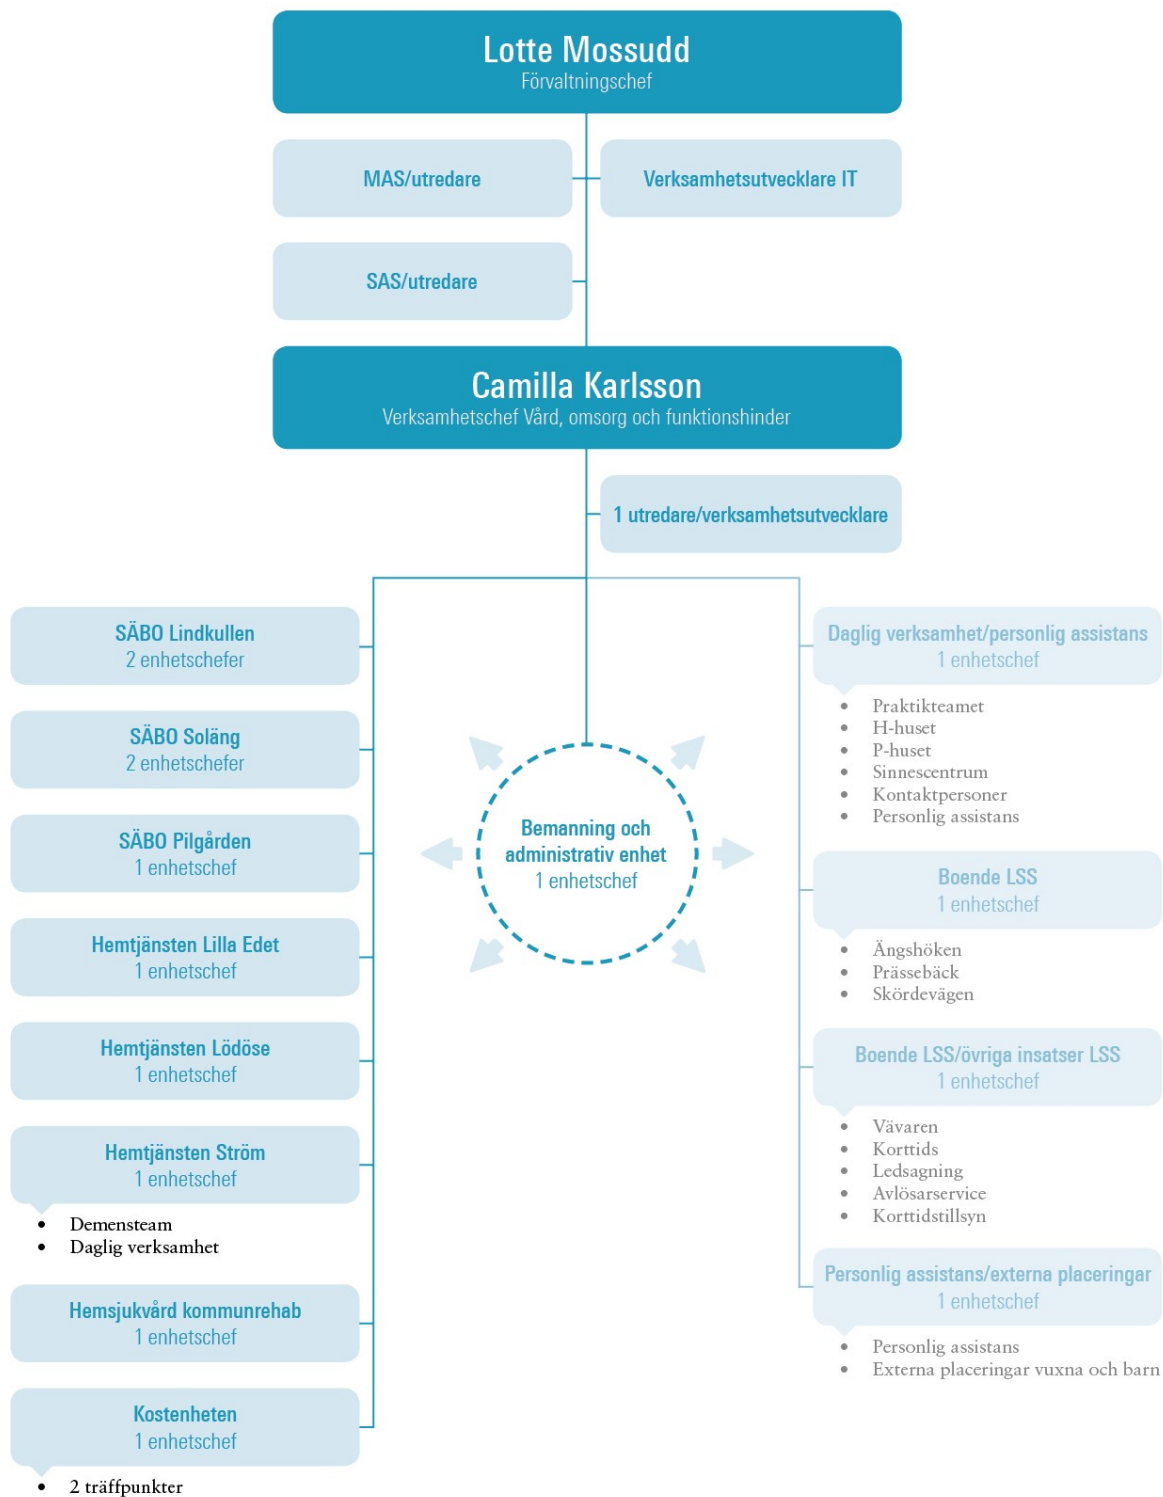 Lotte Mossudd
Förvaltningschef
MAS/utredare
Verksamhetsutvecklare IT
SAS/utredare
Camilla Karlsson
Verksamhetschef Vård, omsorg och funktionshinder
1 utredare/verksamhetsutvecklare
SÄBO Lindkullen
2 enhetschefer
SÄBO Soläng
2 enhetschefer
SÄBO Pilgården
1 enhetschef
Hemtjänsten Lilla Edet
1 enhetschef
Hemtjänsten Lödöse
1 enhetschef
Hemtjänsten Ström
1 enhetschef
• Demensteam
• Daglig verksamhet
Hemsjukvård kommunrehab
1 enhetschef
Kostenheten
1 enhetschef
• 2 träffpunkter
Bemanning och
administrativ enhet
1 enhetschef
Daglig verksamhet/personlig assistans
1 enhetschef
• Praktikteamet
• H-huset
• P-huset
• Sinnescentrum
• Kontaktpersoner
• Personlig assistans
Boende LSS
1 enhetschef
• Ängshöken
• Prässebäck
• Skördevägen
Boende LSS/övriga insatser LSS
1 enhetschef
• Vävaren
• Korttids
• Ledsagning
• Avlösarservice
• Korttidstillsyn
Personlig assistans/externa placeringar
1 enhetschef
• Personlig assistans
• Externa placeringar vuxna och barn